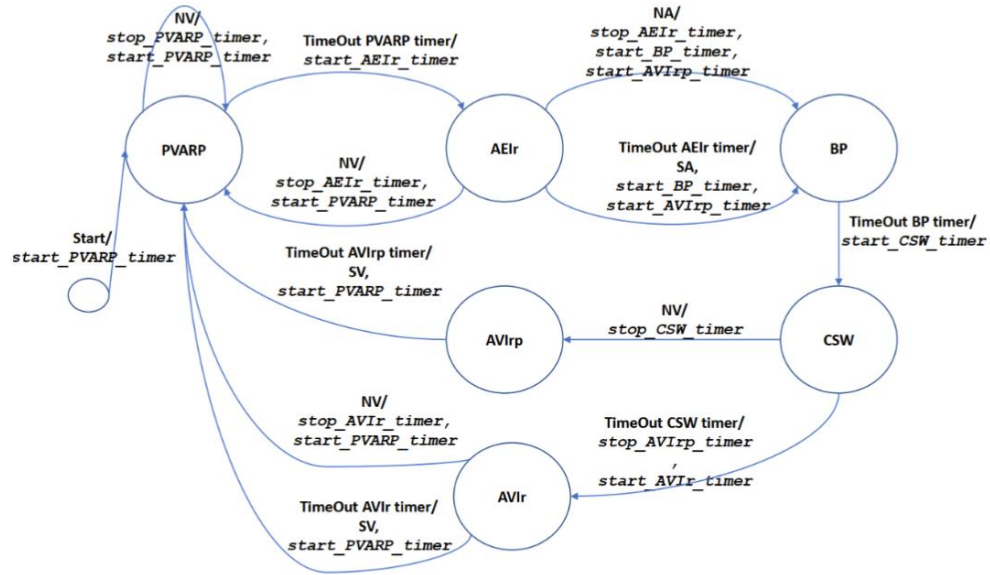 NV/
stop_PVARP_timer,
start_PVARP_timer
TimeOut PVARP timer/
start_AEIr_timer
NA/
stop_AEIr_timer,
start_BP_timer,
start_AVIrp_timer
PVARP
AEIr
BP
NV/
stop_AEIr_timer,
start_PVARP_timer
TimeOut AEIr timer/
SA,
start_BP_timer,
start_AVIrp_timer
Start/
start_PVARP_timer
TimeOut BP timer/
start_CSW_timer
TimeOut AVIrp timer/
SV,
start_PVARP_timer
AVIrp
NV/
stop_CSW_timer
CSW
NV/
stop_AVIr_timer,
start_PVARP_timer
TimeOut CSW timer/
stop_AVIrp_timer
,
start_AVIr_timer
AVIr
TimeOut AVIr timer/
SV,
start_PVARP_timer